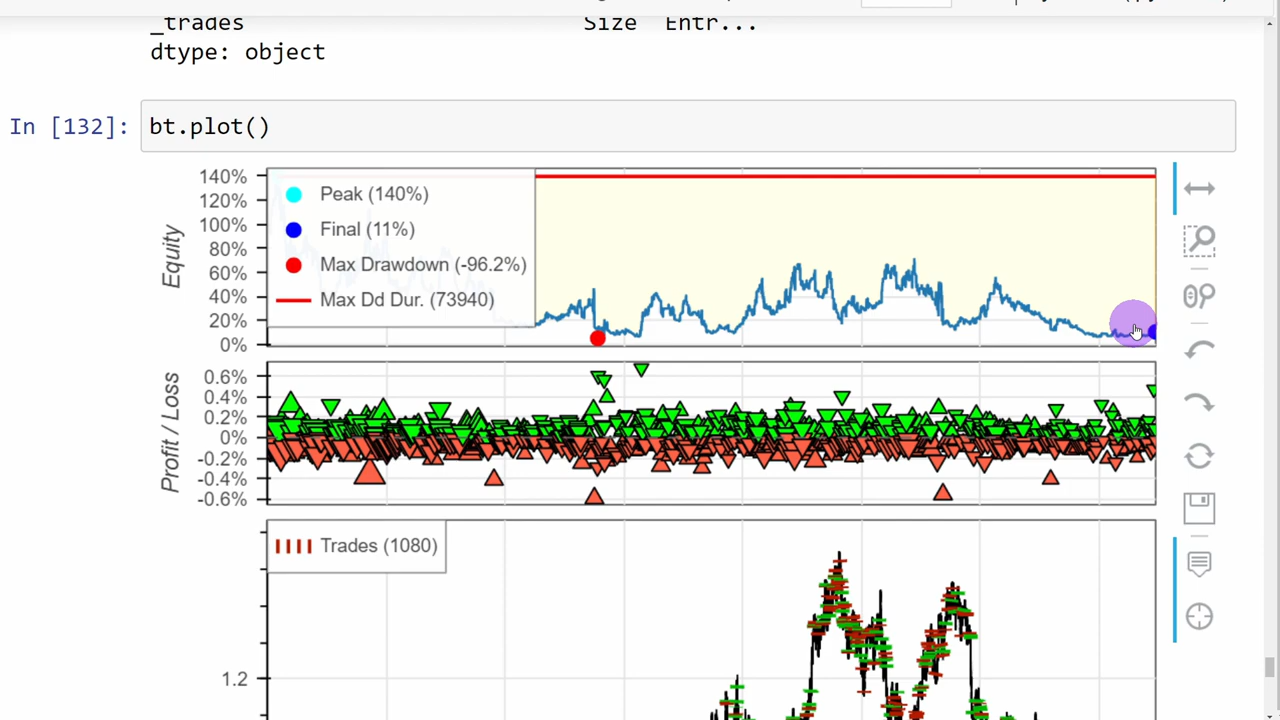 _trades Size Entr...
dtype: object
In [132]: bt.plot()
140%
120%
100%
80%
60%
40%
20%
0%
Equity
Peak (140%)
Final (11%)
Max Drawdown (-96.2%)
Max Dd Dur. (73940)
0.6%
0.4%
0.2%
0%
-0.2%
-0.4%
-0.6%
Profit / Loss
Trades (1080)
1.2